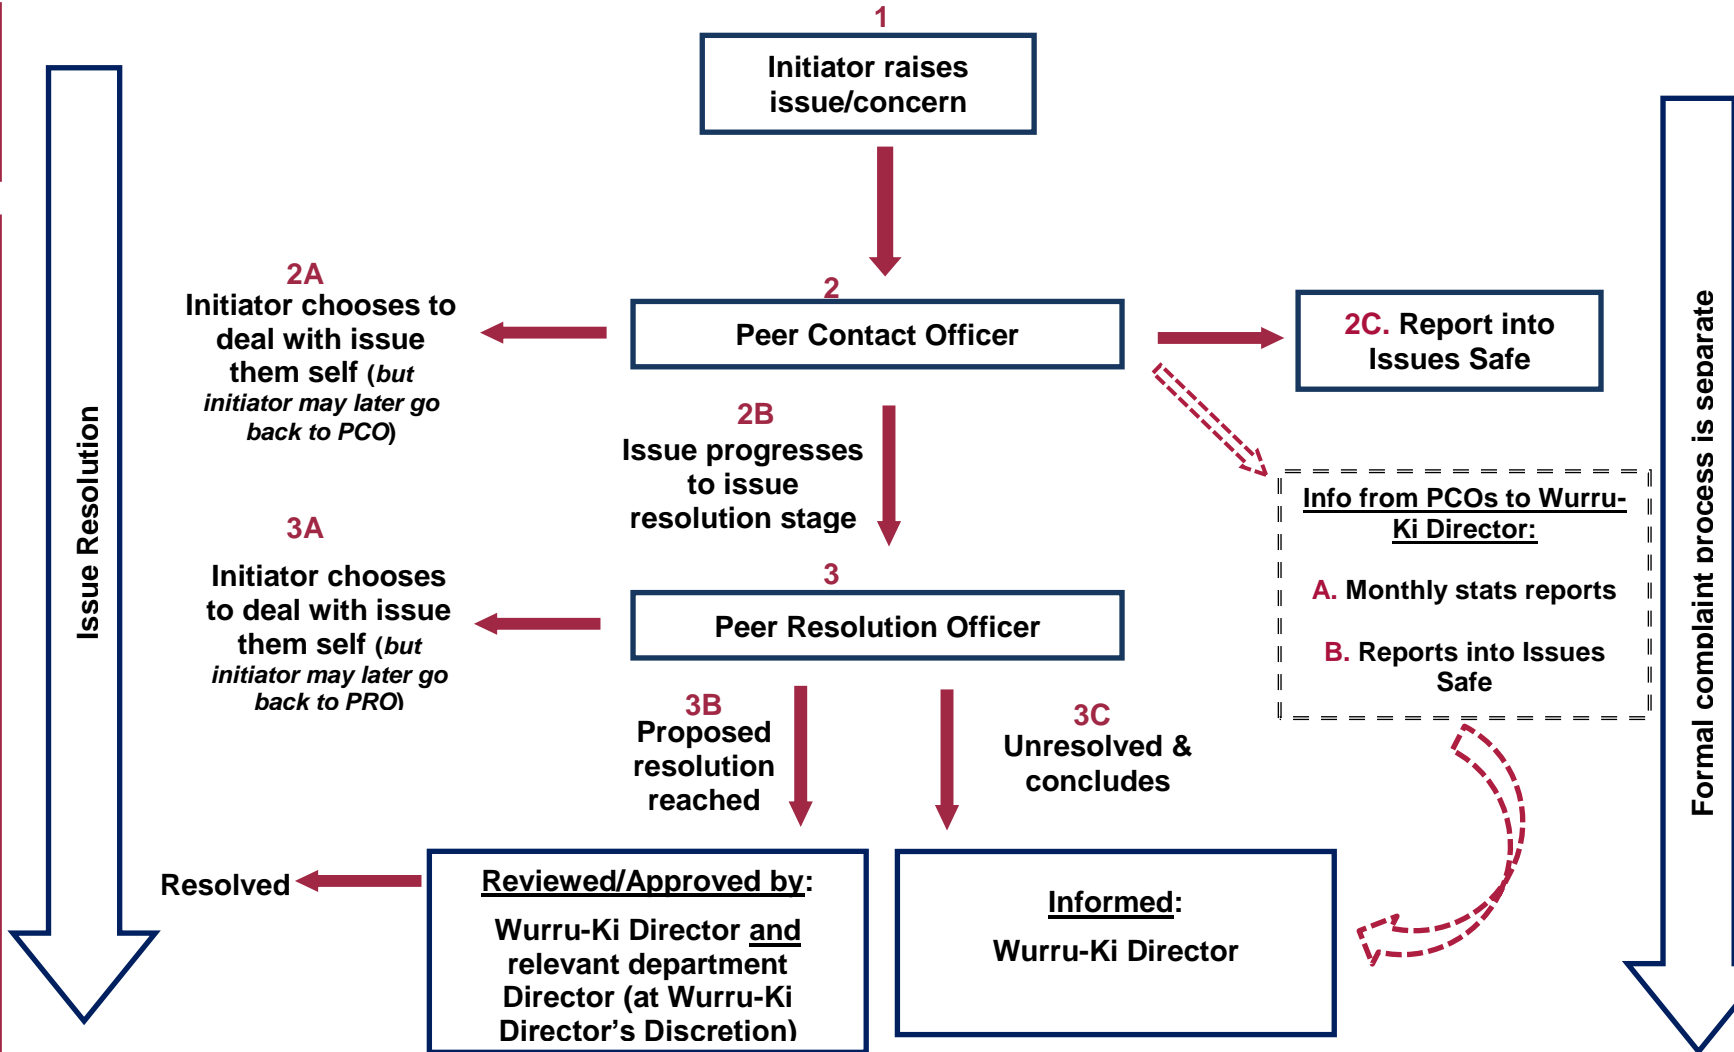 1
Initiator raises
issue/concern
2A
Initiator chooses to
deal with issue
them self (but
initiator may later go
back to PCO)
2
Peer Contact Officer
2C. Report into
Issues Safe
2B
Issue progresses
to issue
resolution stage
Info from PCOs to Wurru-
Ki Director:
A. Monthly stats reports
B. Reports into Issues
Safe
3A
Initiator chooses
to deal with issue
them self (but
initiator may later go
back to PRO)
3
Peer Resolution Officer
3B
Proposed
resolution
reached
3C
Unresolved &
concludes
Resolved
Reviewed/Approved by:
Wurru-Ki Director and
relevant department
Director (at Wurru-Ki
Director's Discretion)
Informed:
Wurru-Ki Director
Issue Resolution
Formal complaint process is separate